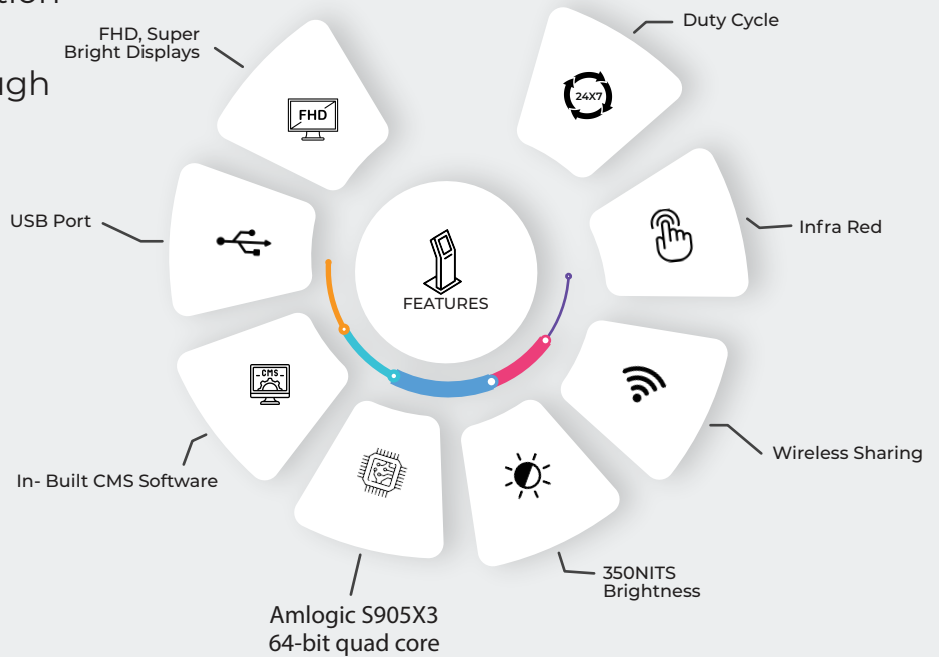 tion
ugh
FHD, Super
Bright Displays
FHD
Duty Cycle
24X7
USB Port
Infra Red
FEATURES
CMS
In- Built CMS Software
Wireless Sharing
350NITS
Brightness
Amlogic S905X3
64-bit quad core